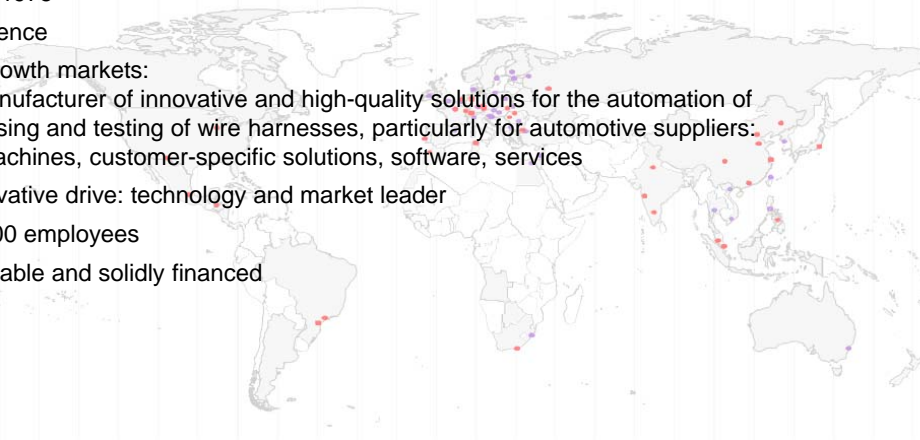 ence
owth markets:
nufacturer of innovative and high-quality solutions for the automation of
sing and testing of wire harnesses, particularly for automotive suppliers:
achines, customer-specific solutions, software, services
vative drive: technology and market leader
00 employees
able and solidly financed